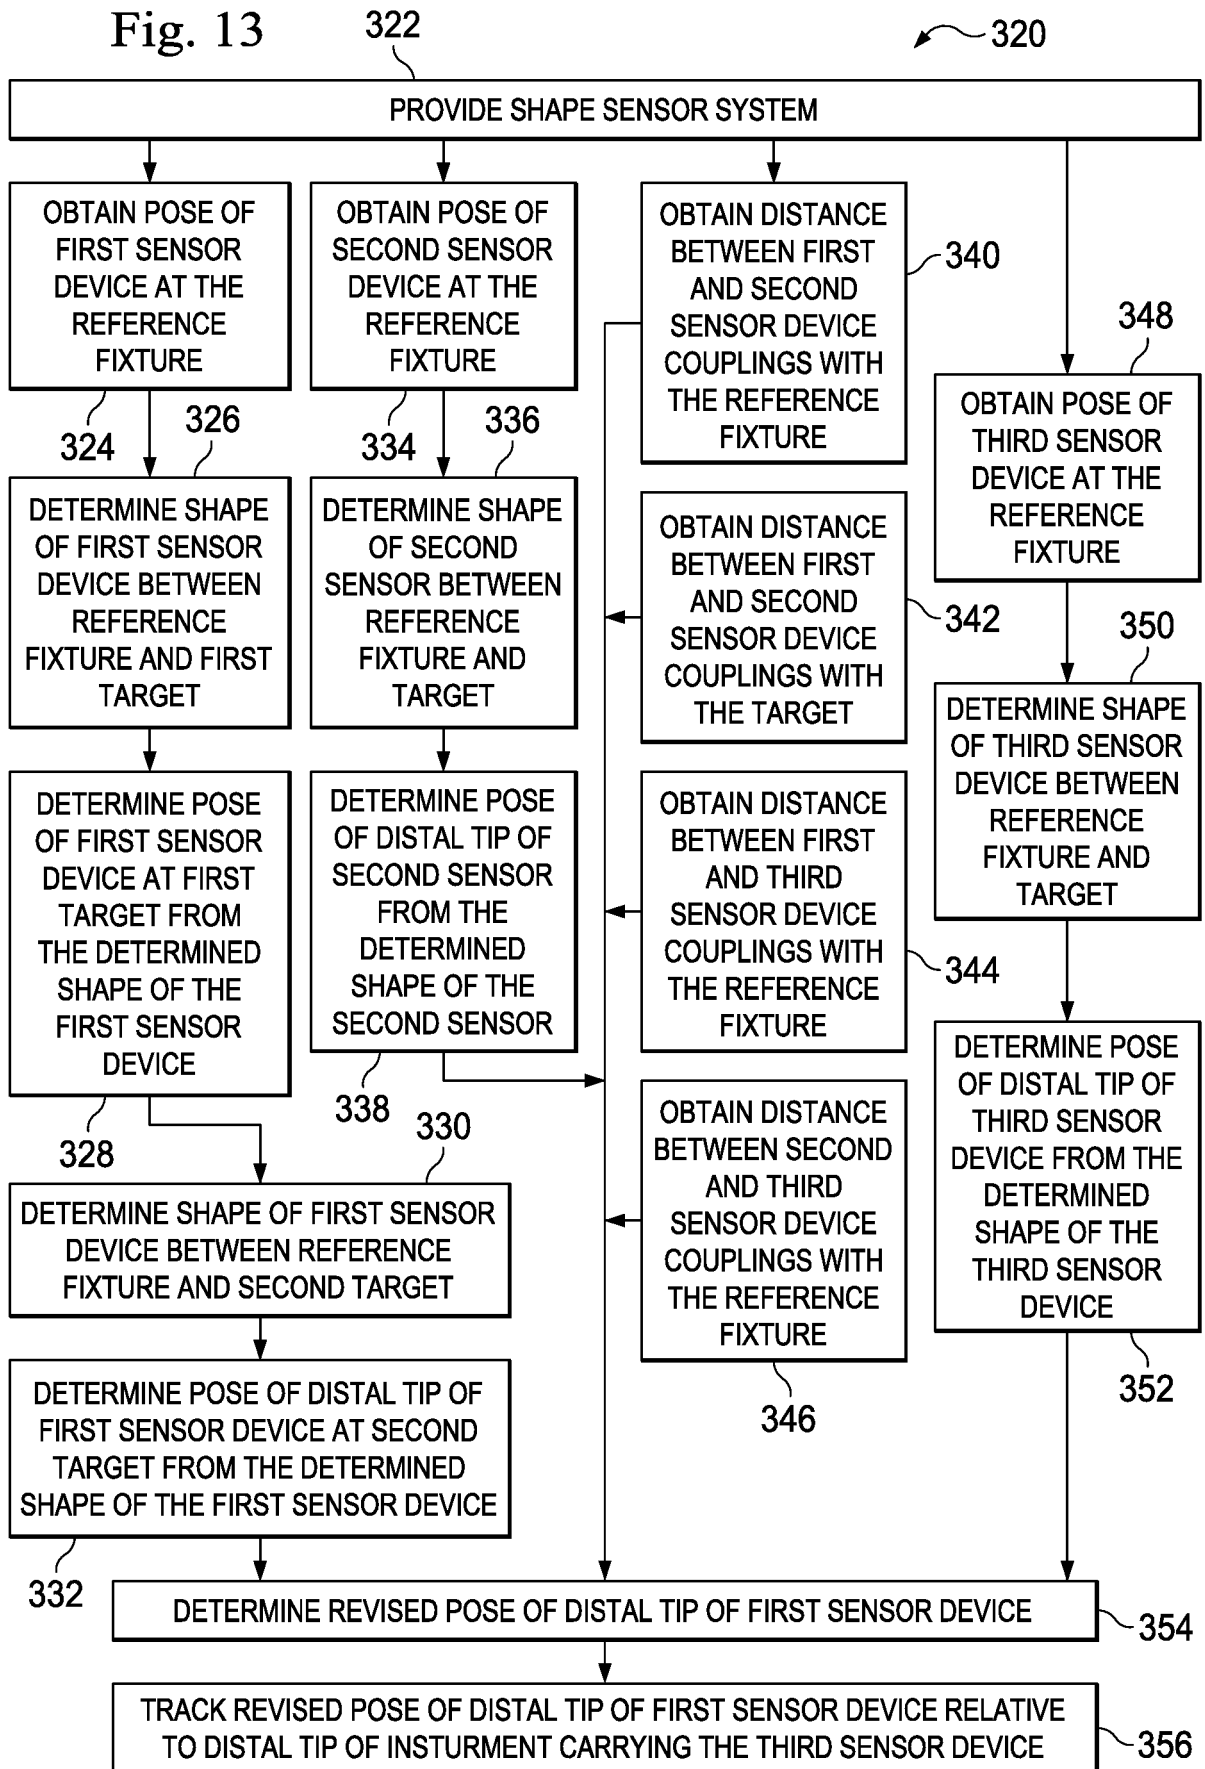 Fig. 13
322
320
PROVIDE SHAPE SENSOR SYSTEM
OBTAIN POSE OF
FIRST SENSOR
DEVICE AT THE
REFERENCE
FIXTURE
324
326
DETERMINE SHAPE
OF FIRST SENSOR
DEVICE BETWEEN
REFERENCE
FIXTURE AND FIRST
TARGET
DETERMINE POSE
OF FIRST SENSOR
DEVICE AT FIRST
TARGET FROM
THE DETERMINED
SHAPE OF THE
FIRST SENSOR
DEVICE
328
330
DETERMINE SHAPE OF FIRST SENSOR
DEVICE BETWEEN REFERENCE
FIXTURE AND SECOND TARGET
DETERMINE POSE OF DISTAL TIP OF
FIRST SENSOR DEVICE AT SECOND
TARGET FROM THE DETERMINED
SHAPE OF THE FIRST SENSOR DEVICE
332
OBTAIN POSE OF
SECOND SENSOR
DEVICE AT THE
REFERENCE
FIXTURE
334
336
DETERMINE SHAPE
OF SECOND
SENSOR BETWEEN
REFERENCE
FIXTURE AND
TARGET
DETERMINE POSE
OF DISTAL TIP OF
SECOND SENSOR
FROM THE
DETERMINED
SHAPE OF THE
SECOND SENSOR
338
OBTAIN DISTANCE
BETWEEN FIRST
AND SECOND
SENSOR DEVICE
COUPLINGS WITH
THE REFERENCE
FIXTURE
340
OBTAIN DISTANCE
BETWEEN FIRST
AND SECOND
SENSOR DEVICE
COUPLINGS WITH
THE TARGET
342
OBTAIN DISTANCE
BETWEEN FIRST
AND THIRD
SENSOR DEVICE
COUPLINGS WITH
THE REFERENCE
FIXTURE
344
OBTAIN DISTANCE
BETWEEN SECOND
AND THIRD
SENSOR DEVICE
COUPLINGS WITH
THE REFERENCE
FIXTURE
346
348
OBTAIN POSE OF
THIRD SENSOR
DEVICE AT THE
REFERENCE
FIXTURE
350
DETERMINE SHAPE
OF THIRD SENSOR
DEVICE BETWEEN
REFERENCE
FIXTURE AND
TARGET
DETERMINE POSE
OF DISTAL TIP OF
THIRD SENSOR
DEVICE FROM THE
DETERMINED
SHAPE OF THE
THIRD SENSOR
DEVICE
352
DETERMINE REVISED POSE OF DISTAL TIP OF FIRST SENSOR DEVICE
354
TRACK REVISED POSE OF DISTAL TIP OF FIRST SENSOR DEVICE RELATIVE
TO DISTAL TIP OF INSTURMENT CARRYING THE THIRD SENSOR DEVICE
356